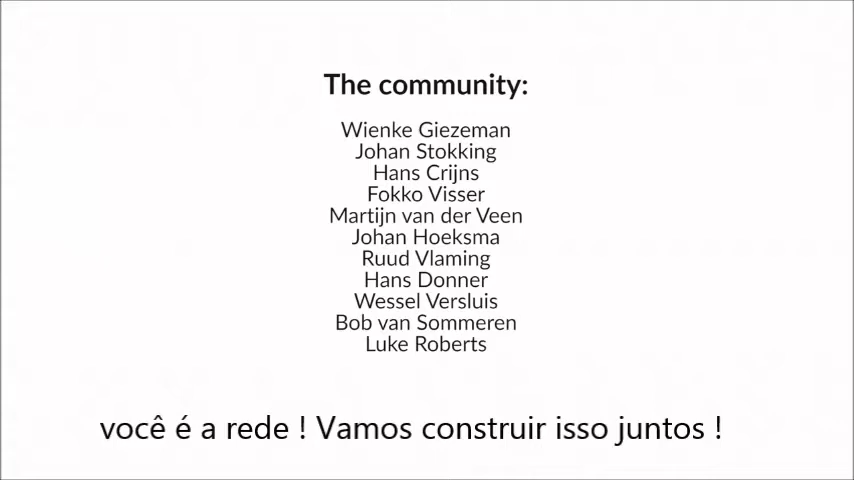 The community:
Wienke Giezeman
Johan Stokking
Hans Crijns
Fokko Visser
Martijn van der Veen
Johan Hoeksma
Ruud Vlaming
Hans Donner
Wessel Versluis
Bob van Sommeren
Luke Roberts
você é a rede ! Vamos construir isso juntos !